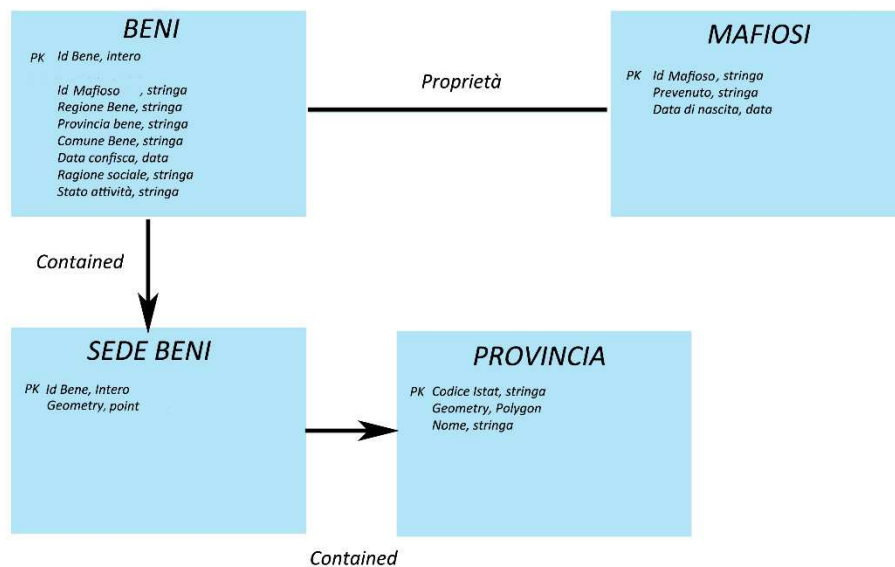 BENI
PK Id Bene, intero
Id Mafioso , stringa
Regione Bene, stringa
Provincia bene, stringa
Comune Bene, stringa
Data confisca, data
Ragione sociale, stringa
Stato attività, stringa
Proprietà
MAFIOSI
PK Id Mafioso, stringa
Prevenuto, stringa
Data di nascita, data
Contained
SEDE BENI
PK Id Bene, Intero
Geometry, point
PROVINCIA
PK Codice Istat, stringa
Geometry, Polygon
Nome, stringa
Contained